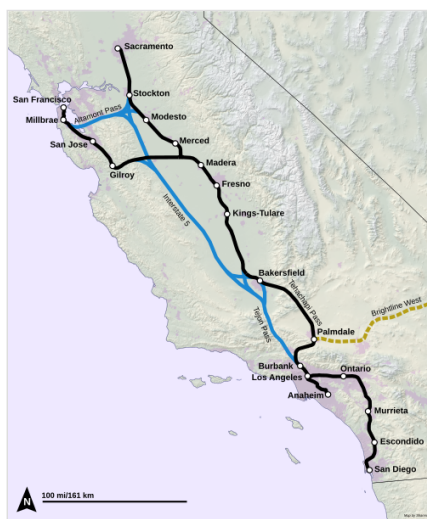 Sacramento
Stockton
San Francisco
Altamont Pass
Millbrae
Modesto
San Jose
Merced
Madera
Gilroy
Fresno
Interstate 5
Kings-Tulare
Bakersfield
Tehachapi Pass
Brightline West
Tejon Pass
Palmdale
Burbank
Los Angeles
Ontario
Anaheim
Murrieta
Escondido
San Diego
N
100 mi/161 km